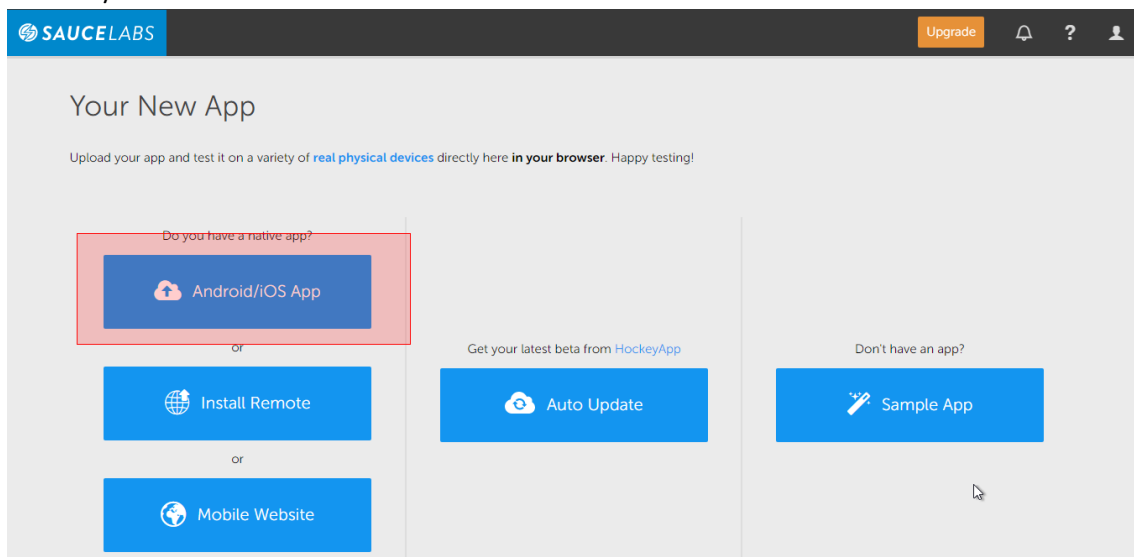 SAUCELABS
Upgrade
?
Your New App
Upload your app and test it on a variety of real physical devices directly here in your browser. Happy testing!
Do you have a native app?
Android/iOS App
or
Install Remote
or
Mobile Website
Get your latest beta from HockeyApp
Auto Update
Don't have an app?
Sample App